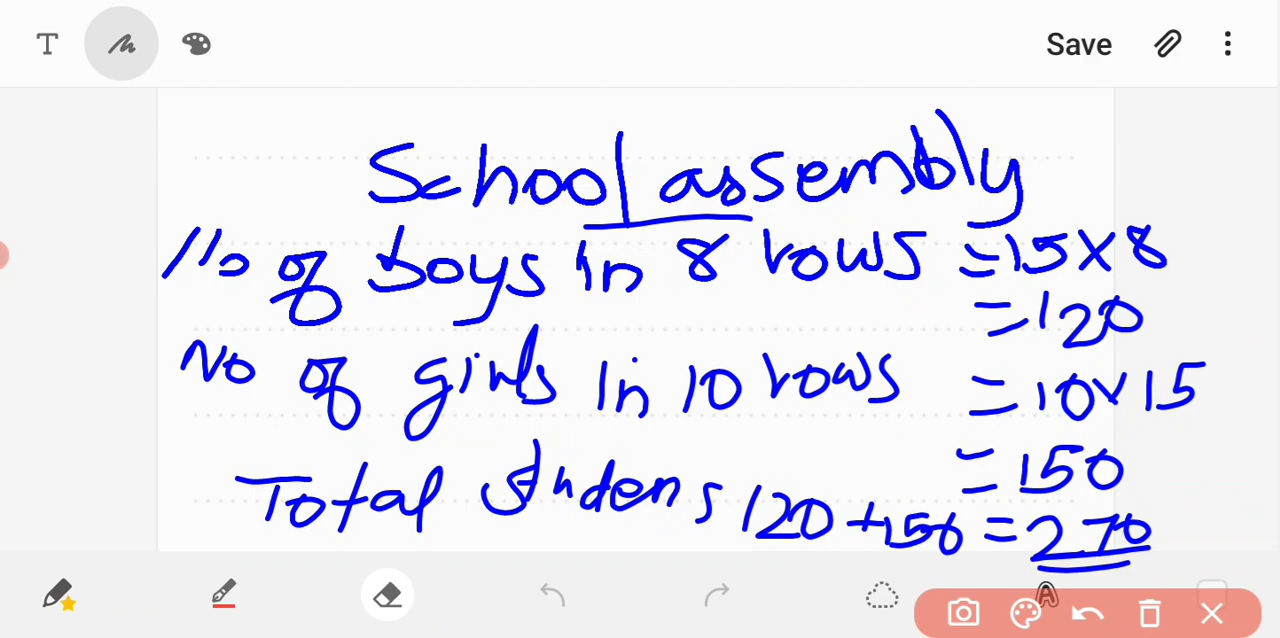 T Save
School assembly
No of boys in 8 rows =15×8
=120
No of girls in 10 rows =10×15
=150
Total studens 120+150=270
A